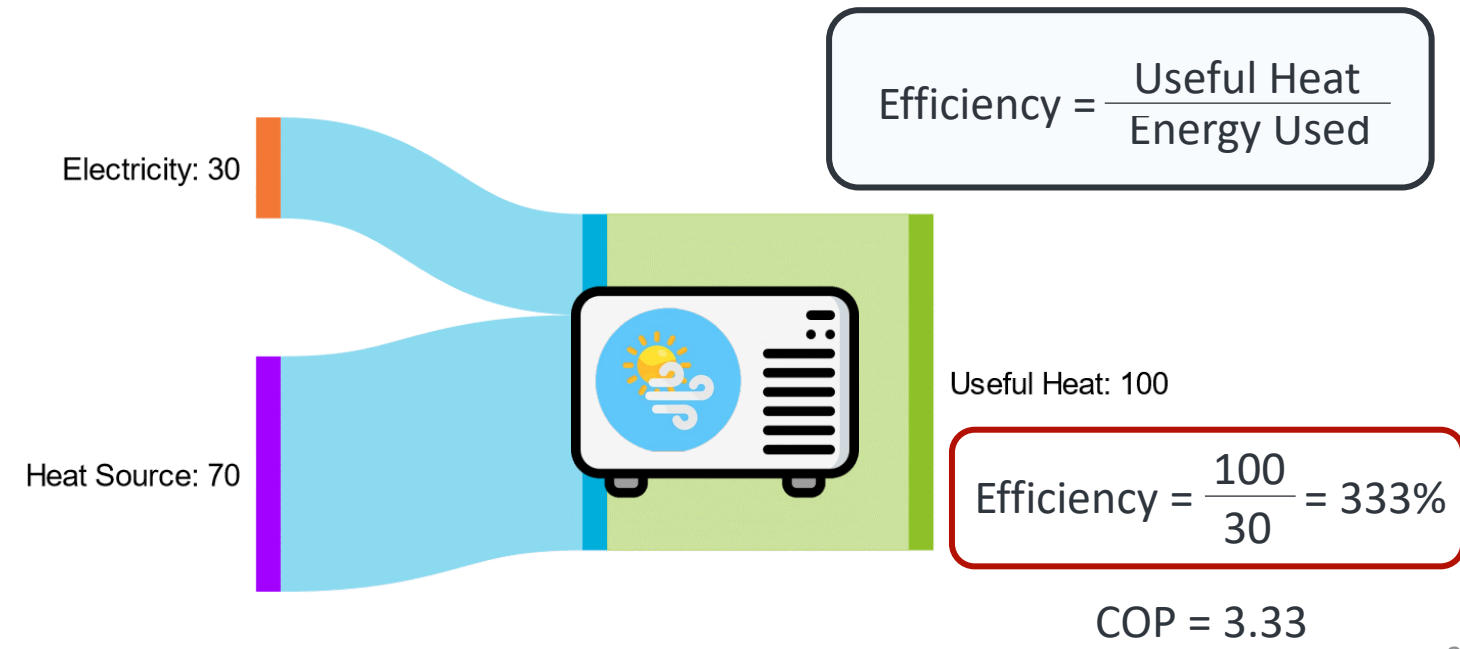 Efficiency = Useful Heat / Energy Used
Electricity: 30
Useful Heat: 100
Heat Source: 70
Efficiency = 100 / 30 = 333%
COP = 3.33